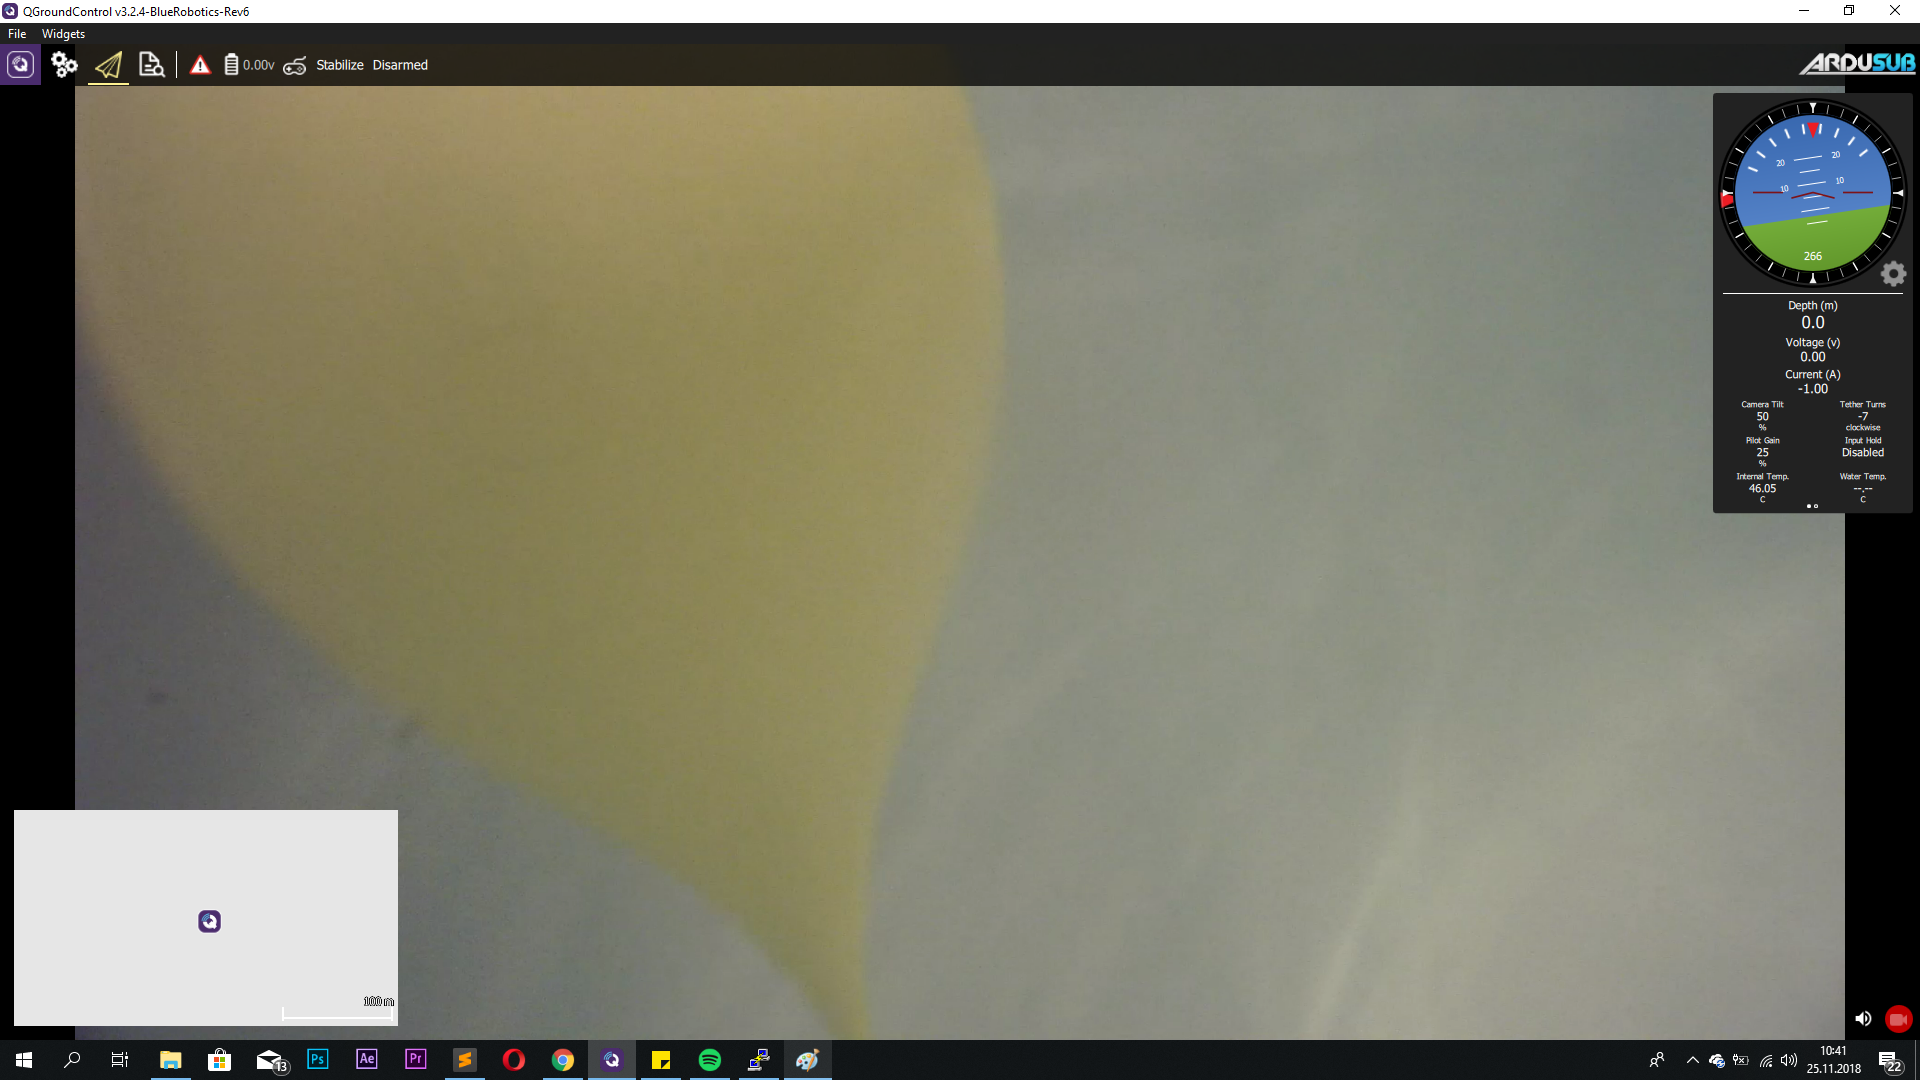 QGroundControl v3.2.4-BlueRobotics-Rev6
File Widgets
0.00v Stabilize Disarmed
ARDUSUB
20 20
10 10
266
Depth (m)
0.0
Voltage (v)
0.00
Current (A)
-1.00
Camera Tilt Tether Turns
50 -7
% clockwise
Pilot Gain Input Hold
25 Disabled
%
Internal Temp. Water Temp.
46.05 --.--
C C
100 m
13 Ps Ae Pr
10:41
25.11.2018
22